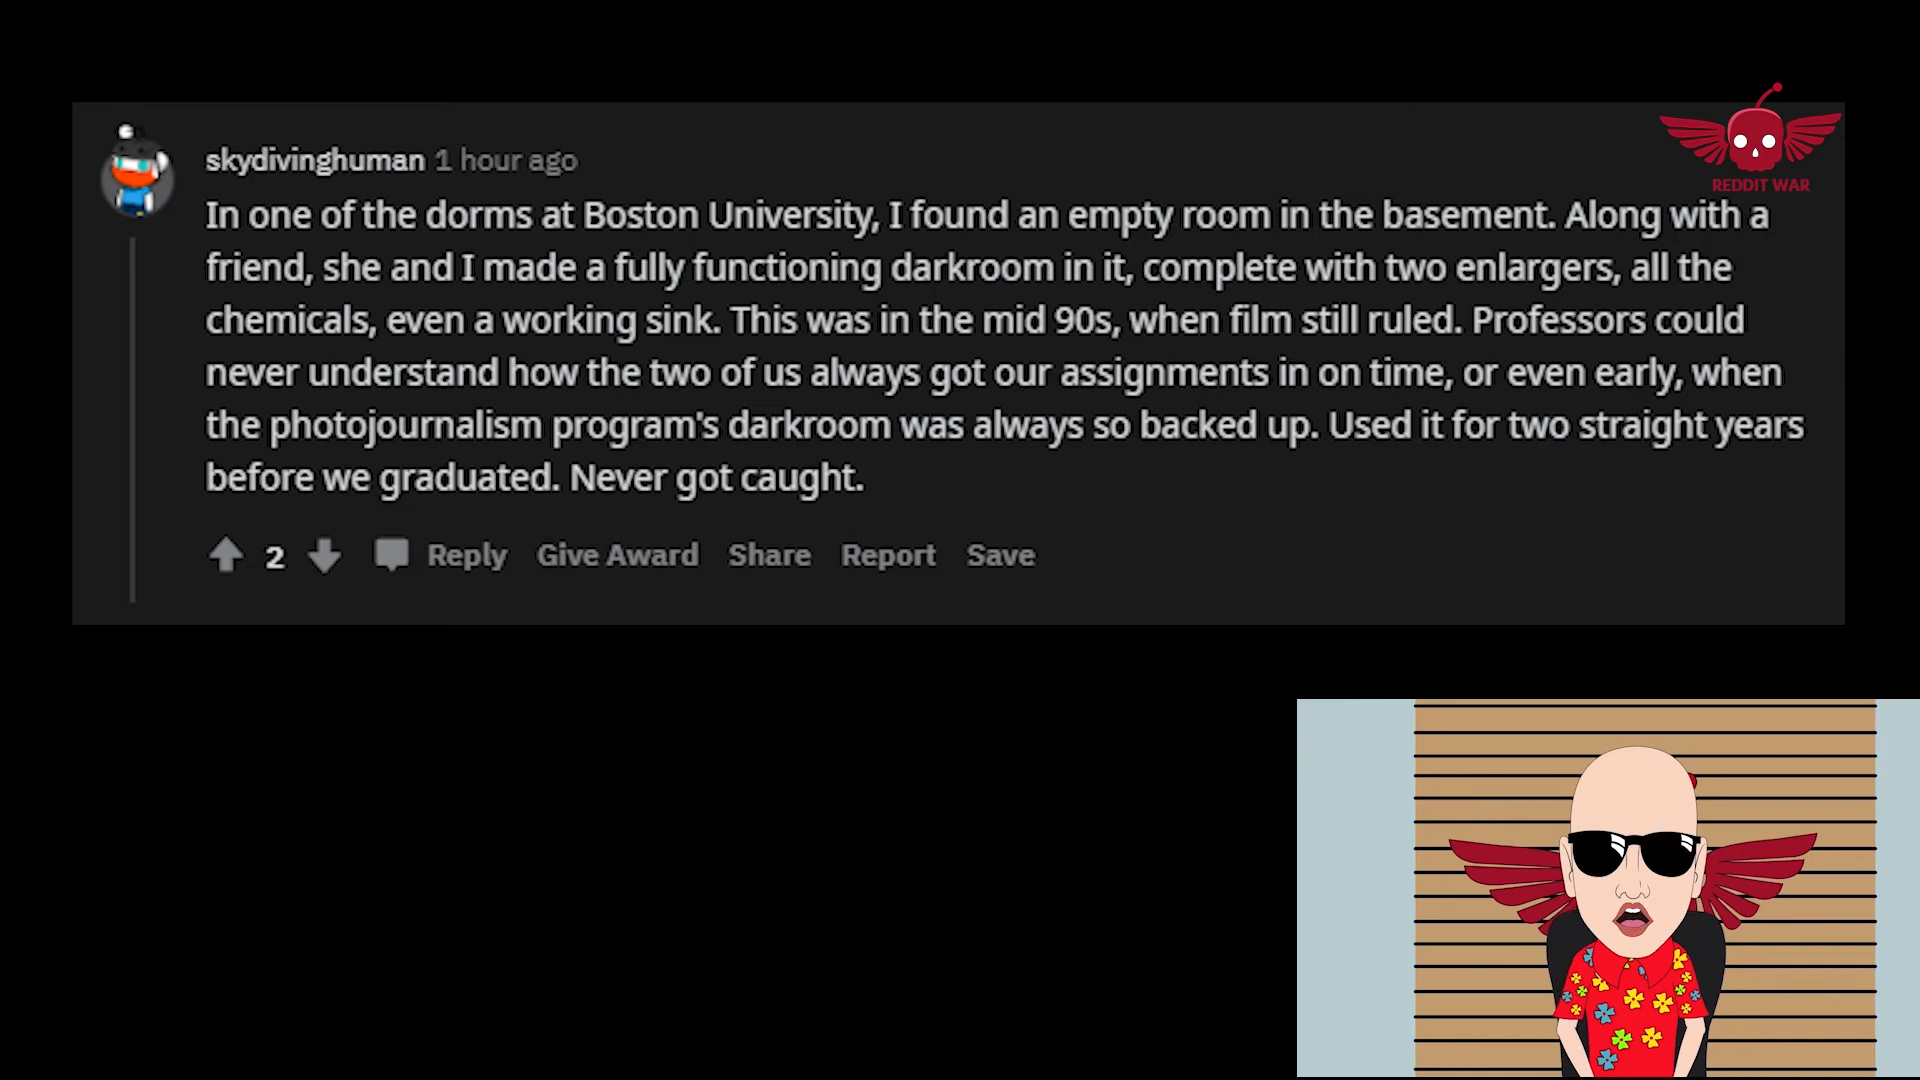 REDDIT WAR
skydivinghuman 1 hour ago
In one of the dorms at Boston University, I found an empty room in the basement. Along with a
friend, she and I made a fully functioning darkroom in it, complete with two enlargers, all the
chemicals, even a working sink. This was in the mid 90s, when film still ruled. Professors could
never understand how the two of us always got our assignments in on time, or even early, when
the photojournalism program's darkroom was always so backed up. Used it for two straight years
before we graduated. Never got caught.
2 Reply Give Award Share Report Save